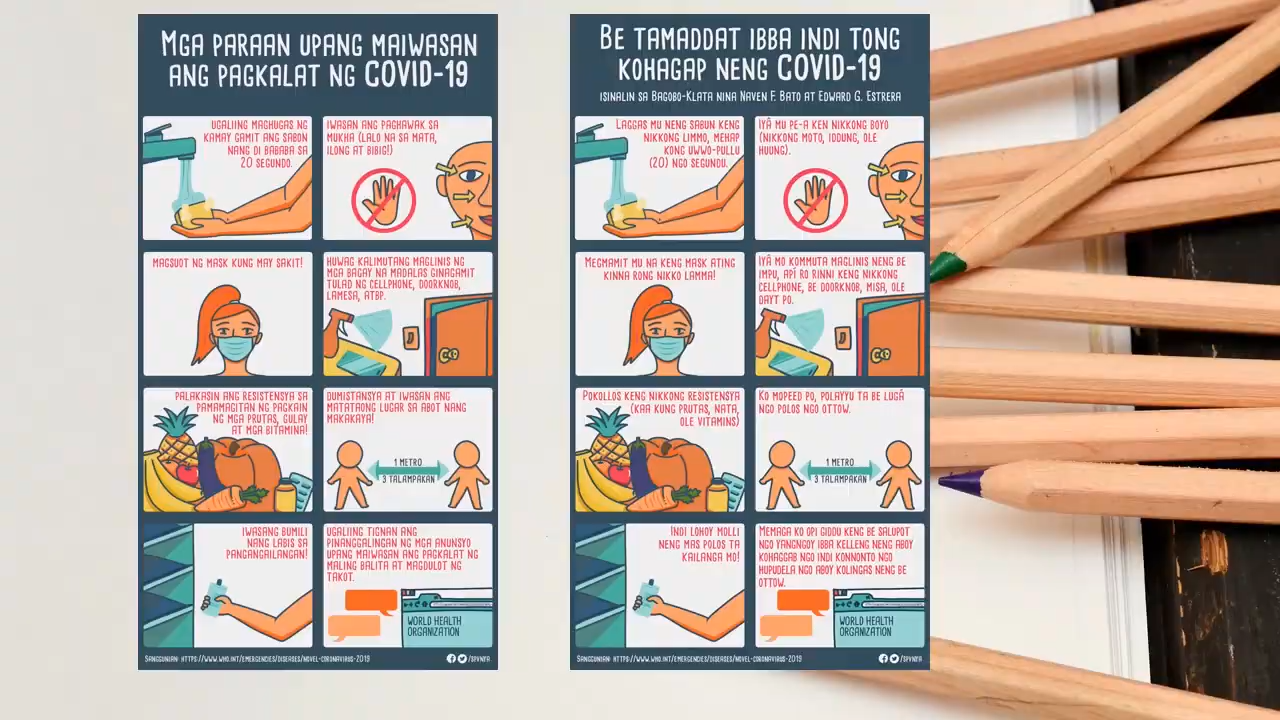 MGA PARAAN UPANG MAIWASAN
ANG PAGKALAT NG COVID-19
UGALIING MAGHUGAS NG
KAMAY GAMIT ANG SABON
NANG DI BABABA SA
20 SEGUNDO.
IWASAN ANG PAGHAWAK SA
MUKHA (LALO NA SA MATA,
ILONG AT BIBIG!)
MAGSUOT NG MASK KUNG MAY SAKIT!
HUWAG KALIMUTANG MAGLINIS NG
MGA BAGAY NA MADALAS GINAGAMIT
TULAD NG CELLPHONE, DOORKNOB,
LAMESA, ATBP.
PALAKASIN ANG RESISTENSYA SA
PAMAMAGITAN NG PAGKAIN
NG MGA PRUTAS, GULAY
AT MGA BITAMINA!
DUMISTANSYA AT IWASAN ANG
MATATAONG LUGAR SA ABOT NANG
MAKAKAYA!
1 METRO
3 TALAMPAKAN
IWASANG BUMILI
NANG LABIS SA
PANGANGAILANGAN!
UGALIING TIGNAN ANG
PINANGGALINGAN NG MGA ANUNSYO
UPANG MAIWASAN ANG PAGKALAT NG
MALING BALITA AT MAGDULOT NG
TAKOT.
WORLD HEALTH
ORGANIZATION
SANGGUNIAN: HTTPS://WWW.WHO.INT/EMERGENCIES/DISEASES/NOVEL-CORONAVIRUS-2019
/SPVNYA
BE TAMADDAT IBBA INDI TONG
KOHAGAP NENG COVID-19
ISINALIN SA BAGOBO-KLATA NINA NAVEN F. BATO AT EDWARD G. ESTRERA
LAGGAS MU NENG SABUN KENG
NIKKONG LIMMO, MEHAP
KONG UWWO-PULLU
(20) NGO SEGUNDU.
IYÂ MU PE-A KEN NIKKONG BOYO
(NIKKONG MOTO, IDDUNG, OLE
HUUNG).
MEGMAMIT MU NA KENG MASK ATING
KINNA RONG NIKKO LAMMA!
IYÂ MO KOMMUTA MAGLINIS NENG BE
IMPU, APÍ RO RINNI KENG NIKKONG
CELLPHONE, BE DOORKNOB, MISA, OLE
DAYT PO.
POKOLLOS KENG NIKKONG RESISTENSYA
(KAA KUNG PRUTAS, NATA,
OLE VITAMINS)
KO MOPEED PO, POLAYYU TA BE LUGÂ
NGO POLOS NGO OTTOW.
1 METRO
3 TALAMPAKAN
INDI LOHOY MOLLI
NENG MAS POLOS TA
KAILANGA MO!
MEMAGA KO OPI GIDDU KENG BE SALUPOT
NGO YANGNGOY IBBA KELLENG NENG ABOY
KOHAGGAB NGO INDI KONNONTO NGO
HUPUDELA NGO ABOY KOLINGAS NENG BE
OTTOW.
WORLD HEALTH
ORGANIZATION
SANGGUNIAN: HTTPS://WWW.WHO.INT/EMERGENCIES/DISEASES/NOVEL-CORONAVIRUS-2019
/SPVNYA